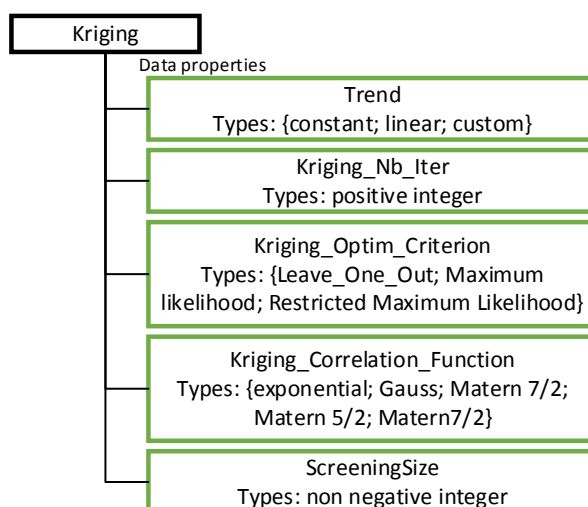 Kriging
Data properties
Trend
Types: {constant; linear; custom}
Kriging_Nb_Iter
Types: positive integer
Kriging_Optim_Criterion
Types: {Leave_One_Out; Maximum
likelihood; Restricted Maximum Likelihood}
Kriging_Correlation_Function
Types: {exponential; Gauss; Matern 7/2;
Matern 5/2; Matern7/2}
ScreeningSize
Types: non negative integer